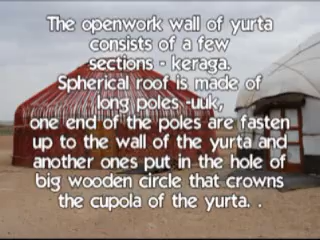 The openwork wall of yurta
consists of a few
sections - keraga.
Spherical roof is made of
long poles -uuk,
one end of the poles are fasten
up to the wall of the yurta and
another ones put in the hole of
big wooden circle that crowns
the cupola of the yurta. .